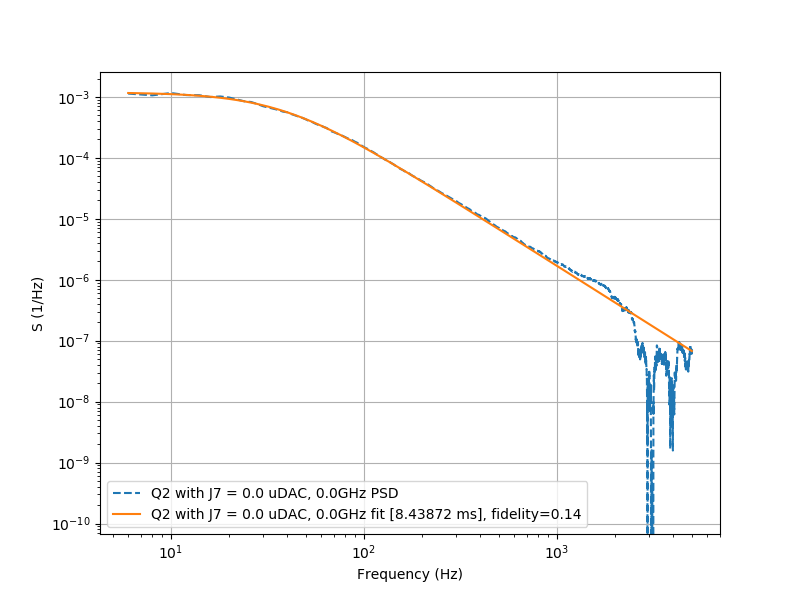 10⁻³
10⁻⁴
10⁻⁵
10⁻⁶
10⁻⁷
10⁻⁸
10⁻⁹
10⁻¹⁰
S (1/Hz)
Q2 with J7 = 0.0 uDAC, 0.0GHz PSD
Q2 with J7 = 0.0 uDAC, 0.0GHz fit [8.43872 ms], fidelity=0.14
10¹ 10² 10³
Frequency (Hz)